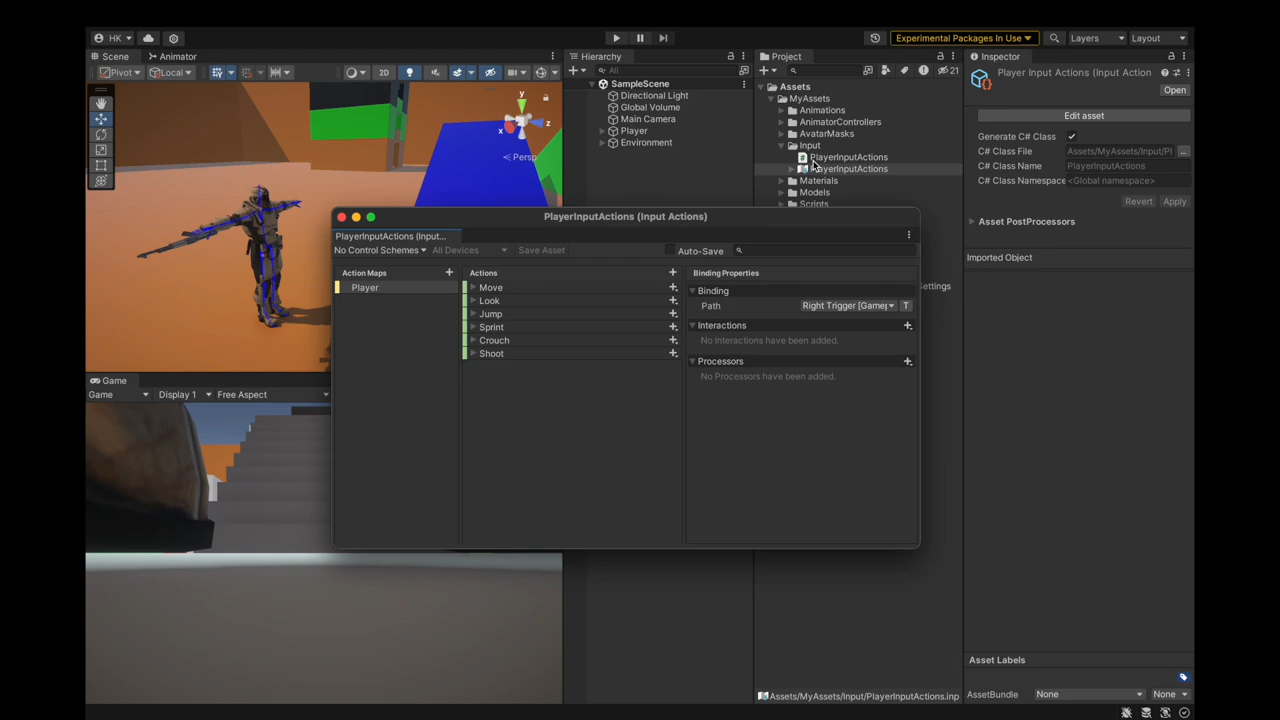 HK
Experimental Packages In Use
Layers
Layout
Scene
Animator
Pivot
Local
2D
y
x
z
Persp
Hierarchy
All
SampleScene
Directional Light
Global Volume
Main Camera
Player
Environment
Project
21
Assets
MyAssets
Animations
AnimatorControllers
AvatarMasks
Input
PlayerInputActions
PlayerInputActions
Materials
Models
Scripts
Settings
Assets/MyAssets/Input/PlayerInputActions.inp
Inspector
Player Input Actions (Input Action
Open
Edit asset
Generate C# Class
C# Class File Assets/MyAssets/Input/Pl ...
C# Class Name PlayerInputActions
C# Class Namespace <Global namespace>
Revert Apply
Asset PostProcessors
Imported Object
Asset Labels
AssetBundle None None
PlayerInputActions (Input Actions)
PlayerInputActions (Input...
No Control Schemes All Devices Save Asset Auto-Save
Action Maps
Player
Actions
Move
Look
Jump
Sprint
Crouch
Shoot
Binding Properties
Binding
Path Right Trigger [Gamep T
Interactions
No Interactions have been added.
Processors
No Processors have been added.
Game
Game Display 1 Free Aspect